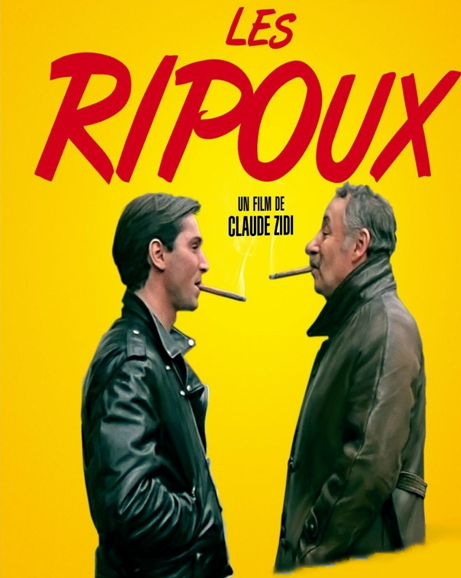 LES
RIPOUX
UN FILM DE
CLAUDE ZIDI